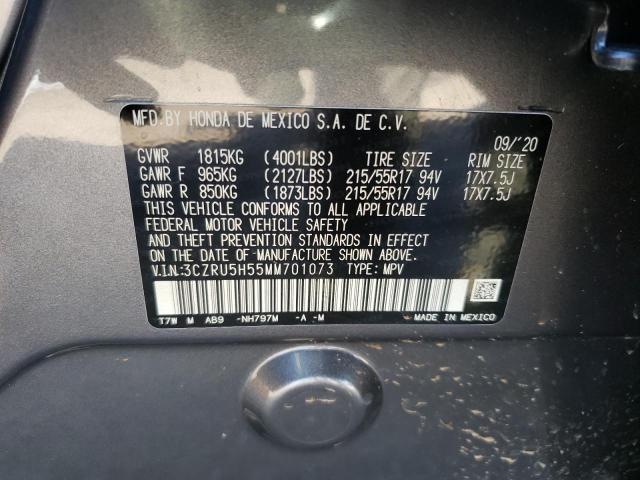 MFD.BY HONDA DE MEXICO S.A. DE C.V.
09/'20
GVWR 1815KG (4001LBS) TIRE SIZE RIM SIZE
GAWR F 965KG (2127LBS) 215/55R17 94V 17X7.5J
GAWR R 850KG (1873LBS) 215/55R17 94V 17X7.5J
THIS VEHICLE CONFORMS TO ALL APPLICABLE
FEDERAL MOTOR VEHICLE SAFETY
AND THEFT PREVENTION STANDARDS IN EFFECT
ON THE DATE OF MANUFACTURE SHOWN ABOVE.
V.I.N:3CZRU5H55MM701073 TYPE: MPV
T7W M AB9 -NH797M -A -M MADE IN MEXICO